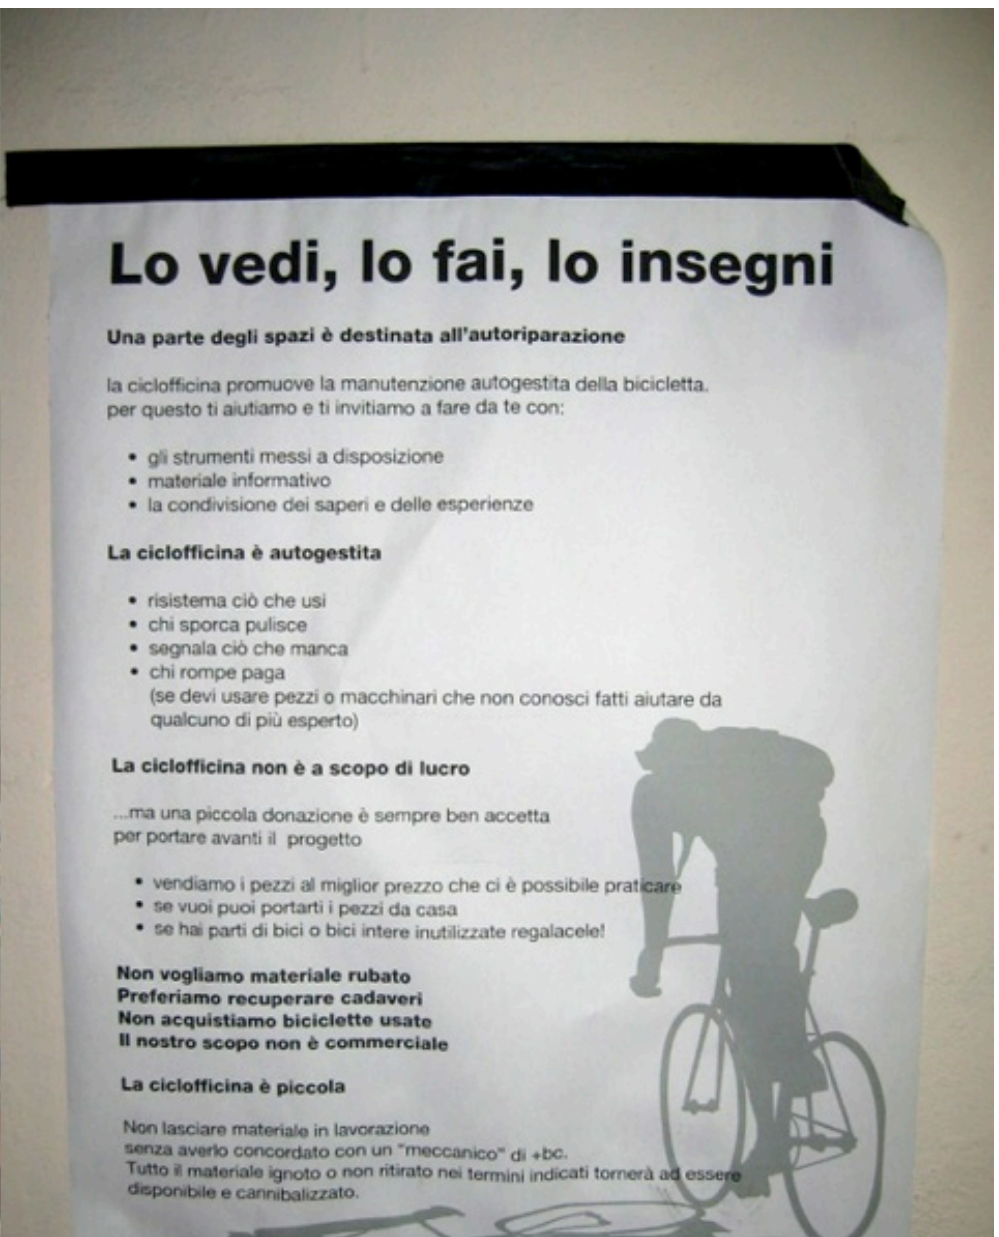 Lo vedi, lo fai, lo insegni
Una parte degli spazi è destinata all'autoriparazione
la ciclofficina promuove la manutenzione autogestita della bicicletta.
per questo ti aiutiamo e ti invitiamo a fare da te con:
• gli strumenti messi a disposizione
• materiale informativo
• la condivisione dei saperi e delle esperienze
La ciclofficina è autogestita
• risistema ciò che usi
• chi sporca pulisce
• segnala ciò che manca
• chi rompe paga
(se devi usare pezzi o macchinari che non conosci fatti aiutare da
qualcuno di più esperto)
La ciclofficina non è a scopo di lucro
...ma una piccola donazione è sempre ben accetta
per portare avanti il progetto
• vendiamo i pezzi al miglior prezzo che ci è possibile praticare
• se vuoi puoi portarti i pezzi da casa
• se hai parti di bici o bici intere inutilizzate regalacele!
Non vogliamo materiale rubato
Preferiamo recuperare cadaveri
Non acquistiamo biciclette usate
Il nostro scopo non è commerciale
La ciclofficina è piccola
Non lasciare materiale in lavorazione
senza averlo concordato con un "meccanico" di +bc.
Tutto il materiale ignoto o non ritirato nei termini indicati tornerà ad essere
disponibile e cannibalizzato.